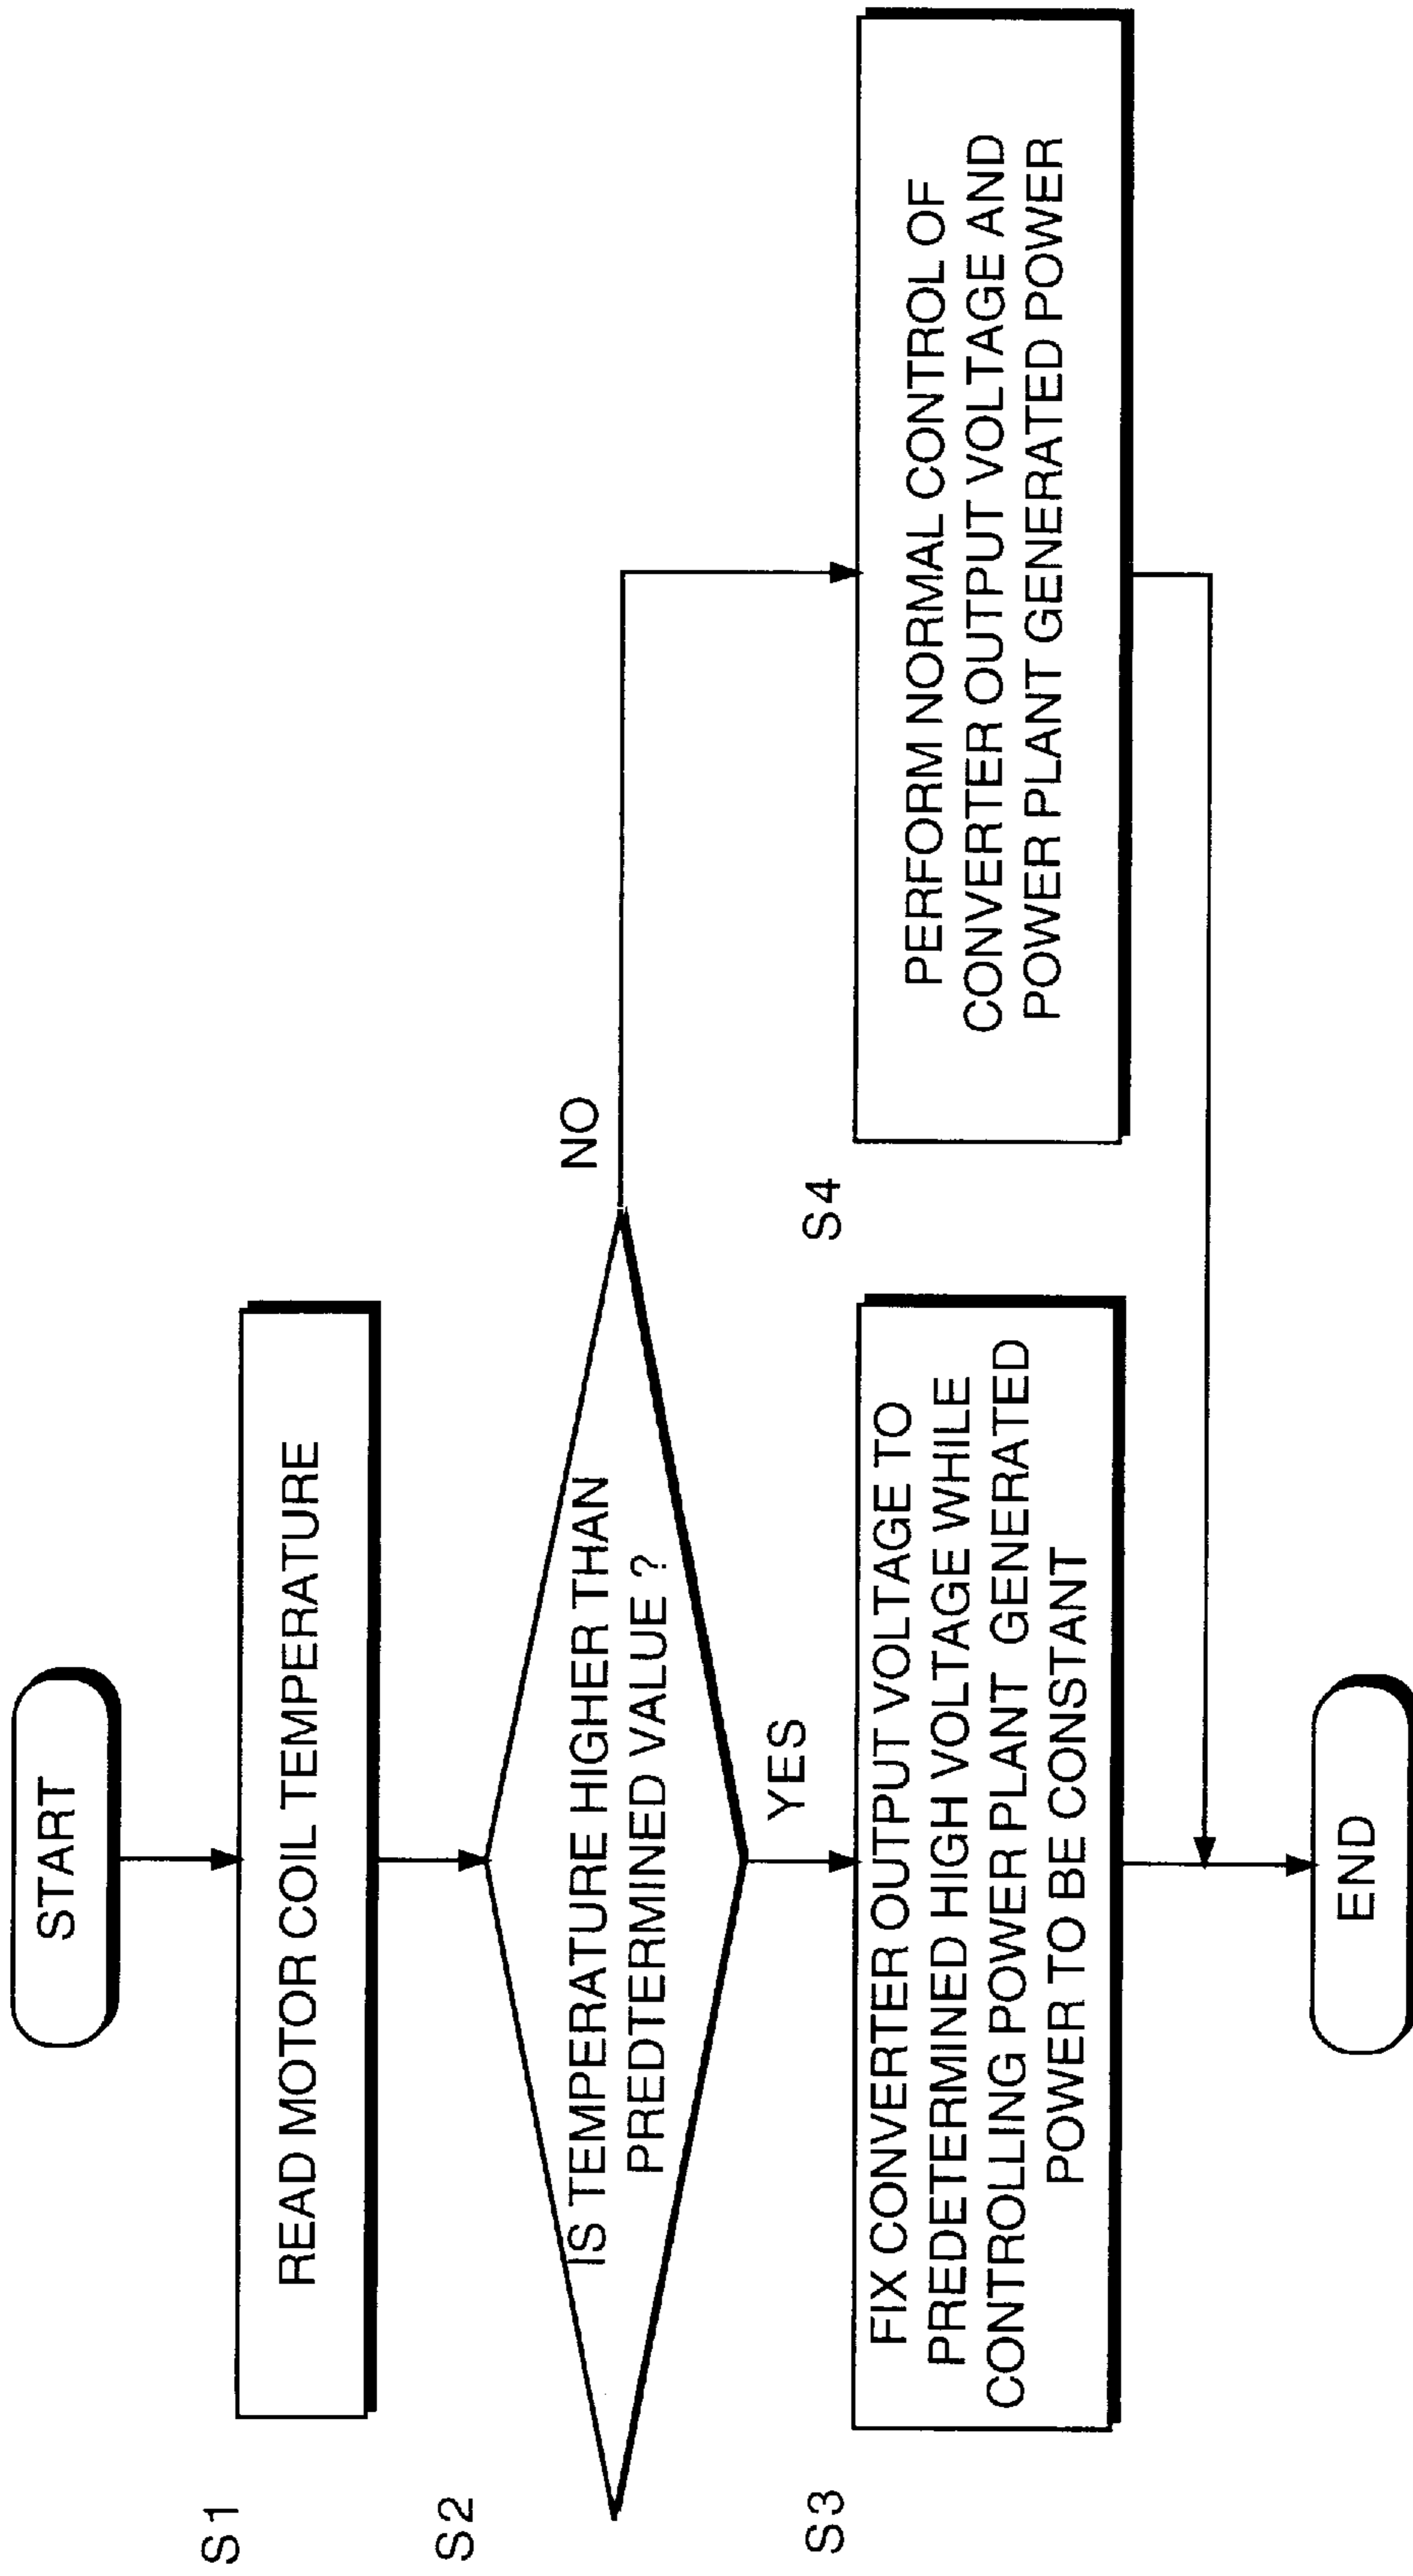 START
S1
READ MOTOR COIL TEMPERATURE
S2
IS TEMPERATURE HIGHER THAN
PREDTERMINED VALUE ?
NO
YES
S3
FIX CONVERTER OUTPUT VOLTAGE TO
PREDETERMINED HIGH VOLTAGE WHILE
CONTROLLING POWER PLANT GENERATED
POWER TO BE CONSTANT
S4
PERFORM NORMAL CONTROL OF
CONVERTER OUTPUT VOLTAGE AND
POWER PLANT GENERATED POWER
END